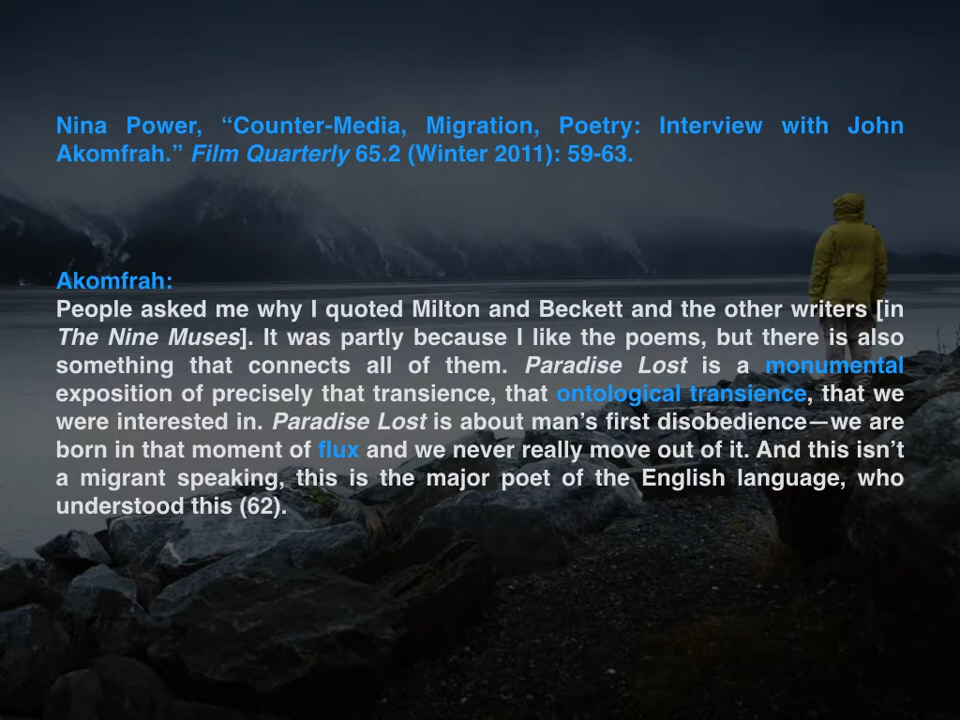 Nina Power, “Counter-Media, Migration, Poetry: Interview with John
Akomfrah.” Film Quarterly 65.2 (Winter 2011): 59-63.
Akomfrah:
People asked me why I quoted Milton and Beckett and the other writers [in
The Nine Muses]. It was partly because I like the poems, but there is also
something that connects all of them. Paradise Lost is a monumental
exposition of precisely that transience, that ontological transience, that we
were interested in. Paradise Lost is about man’s first disobedience—we are
born in that moment of flux and we never really move out of it. And this isn’t
a migrant speaking, this is the major poet of the English language, who
understood this (62).